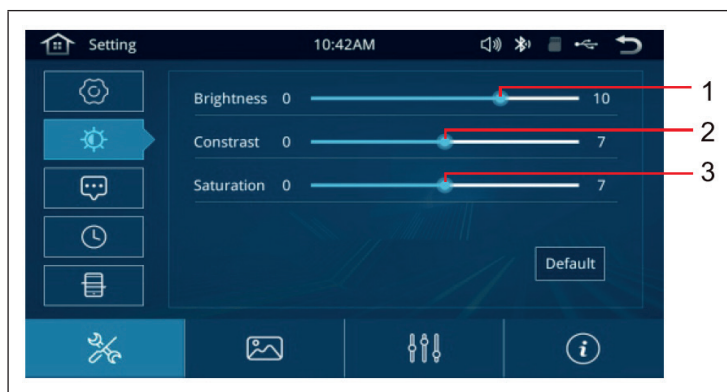 Setting 10:42AM
Brightness 0 10 1
Constrast 0 7 2
Saturation 0 7 3
Default